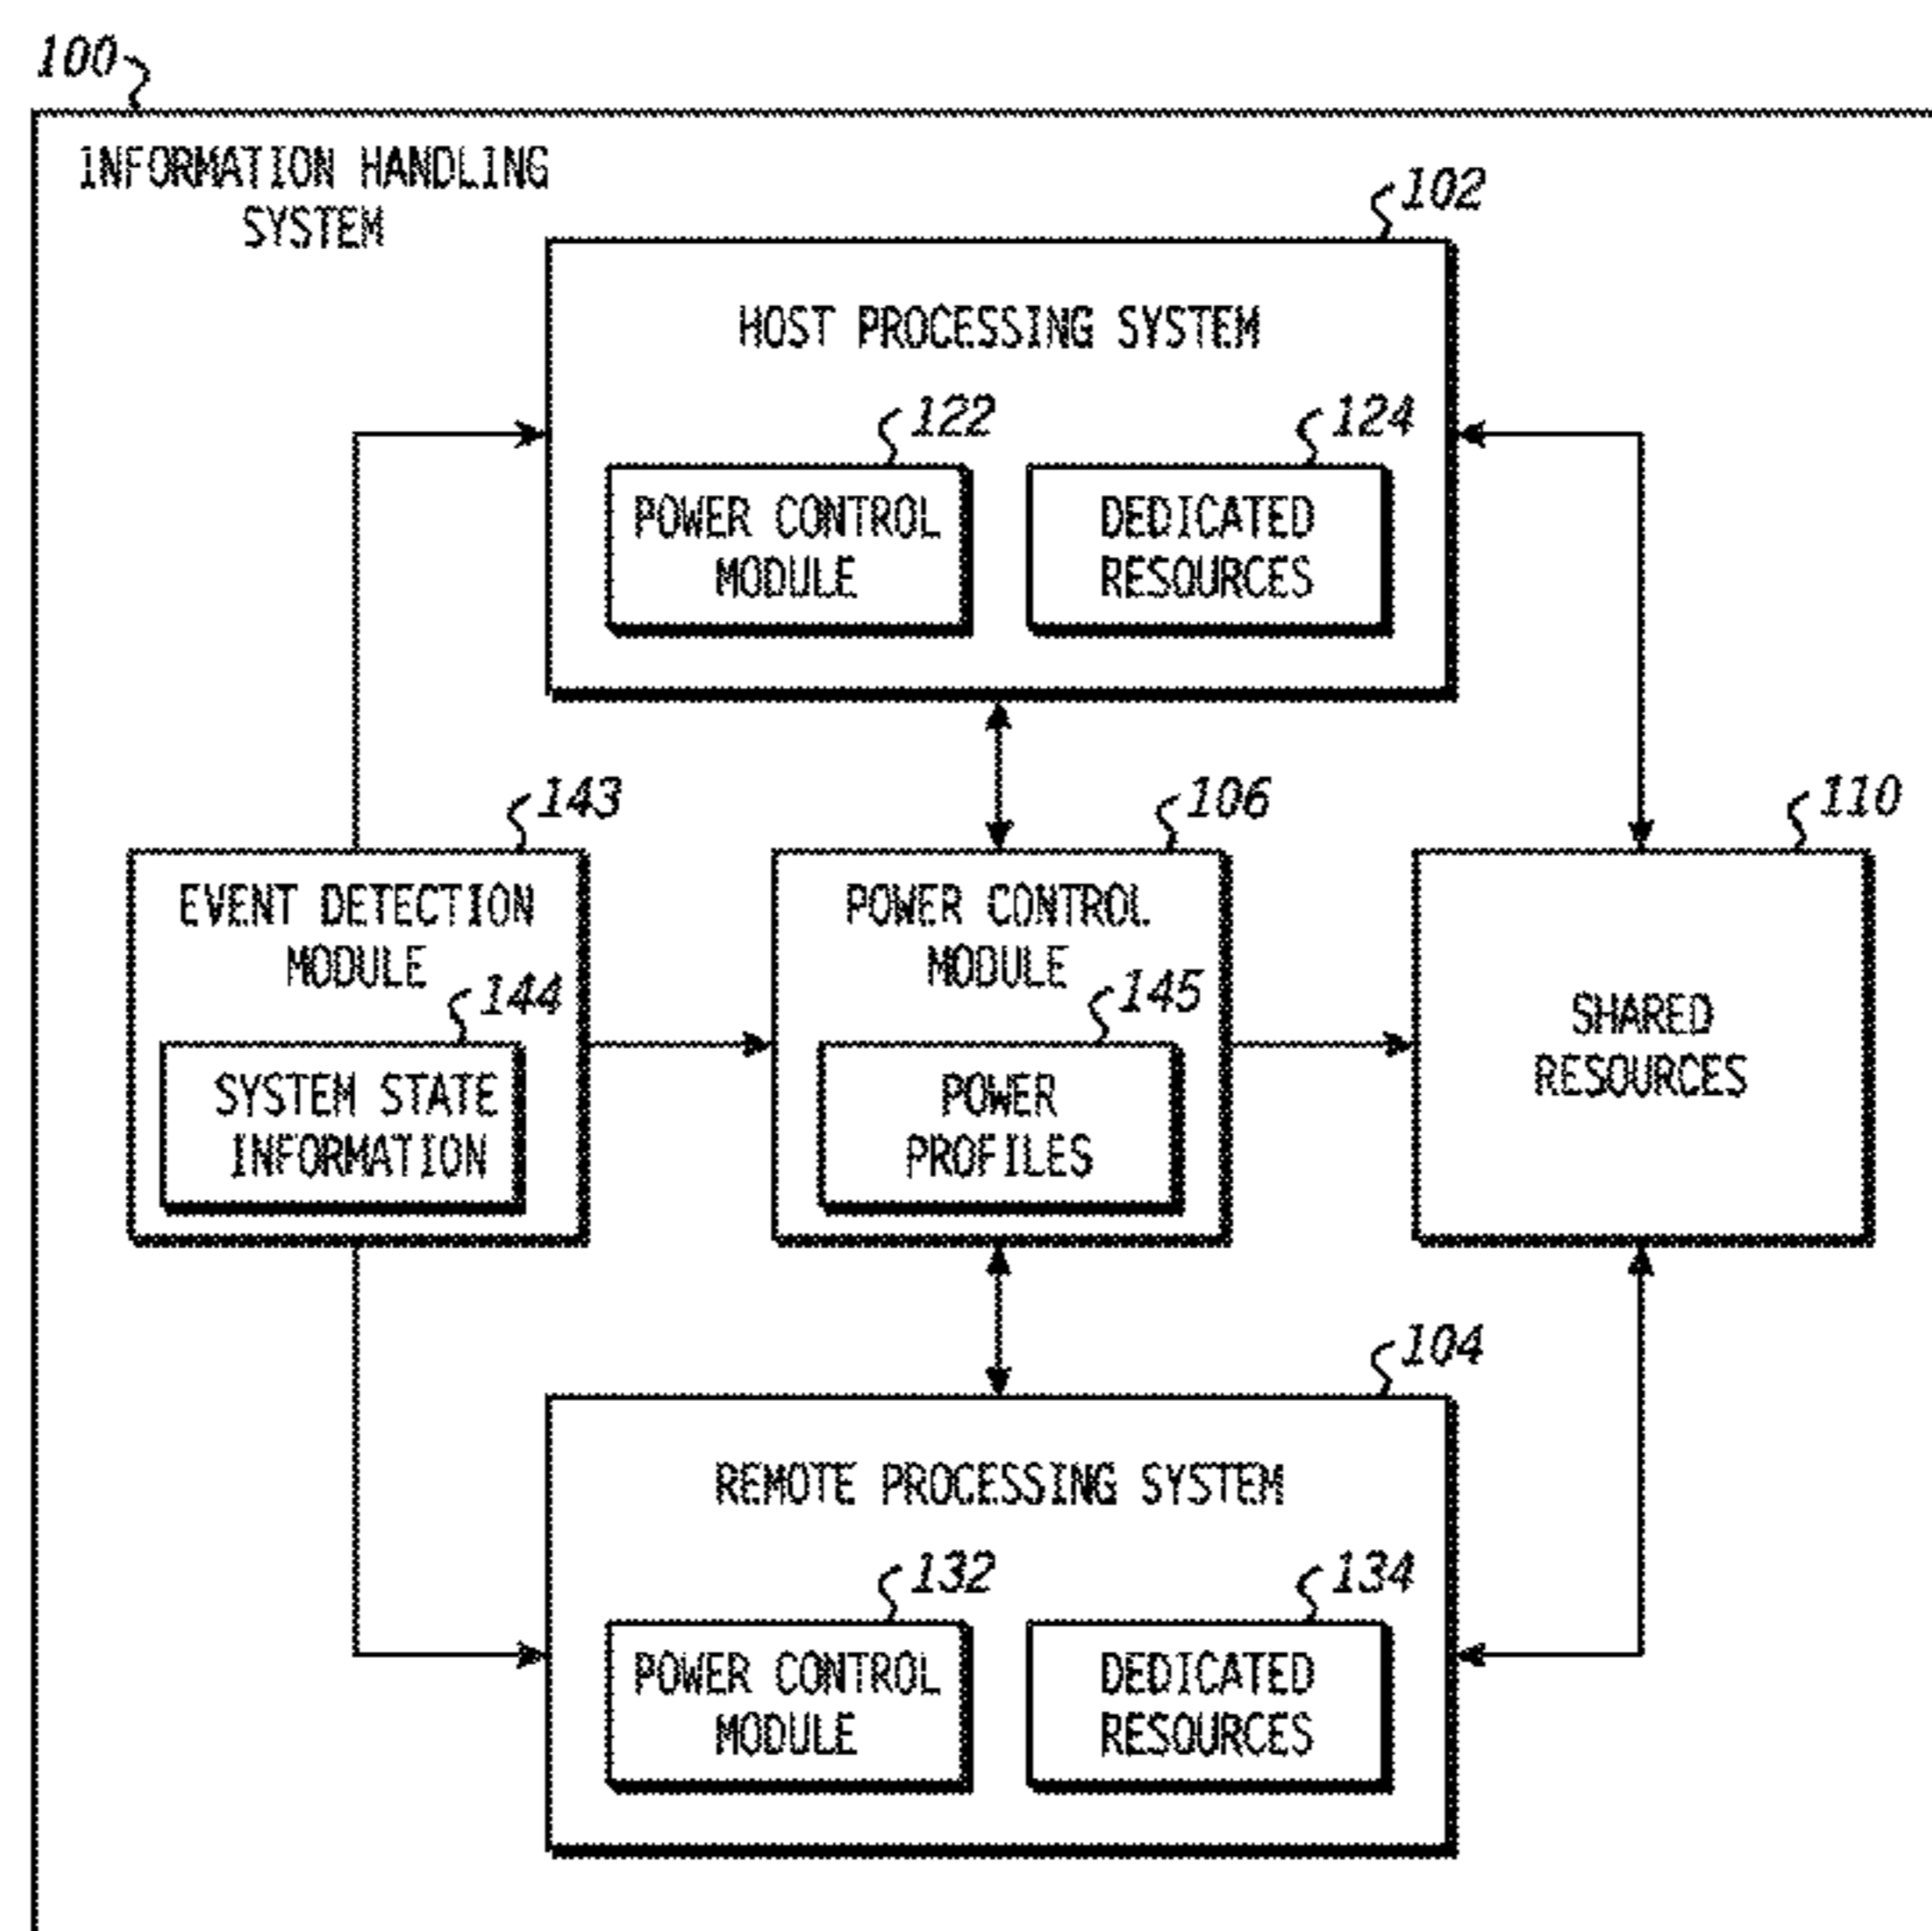 100
INFORMATION HANDLING
SYSTEM
102
HOST PROCESSING SYSTEM
122
124
POWER CONTROL
MODULE
DEDICATED
RESOURCES
143
106
110
EVENT DETECTION
MODULE
144
SYSTEM STATE
INFORMATION
POWER CONTROL
MODULE
145
POWER
PROFILES
SHARED
RESOURCES
104
REMOTE PROCESSING SYSTEM
132
134
POWER CONTROL
MODULE
DEDICATED
RESOURCES